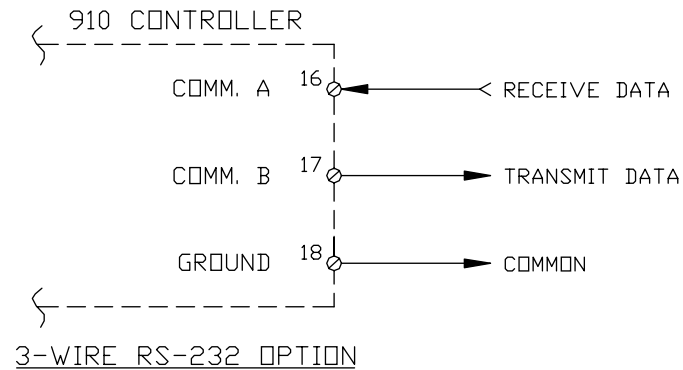 910 CONTROLLER
COMM. A 16 RECEIVE DATA
COMM. B 17 TRANSMIT DATA
GROUND 18 COMMON
3-WIRE RS-232 OPTION